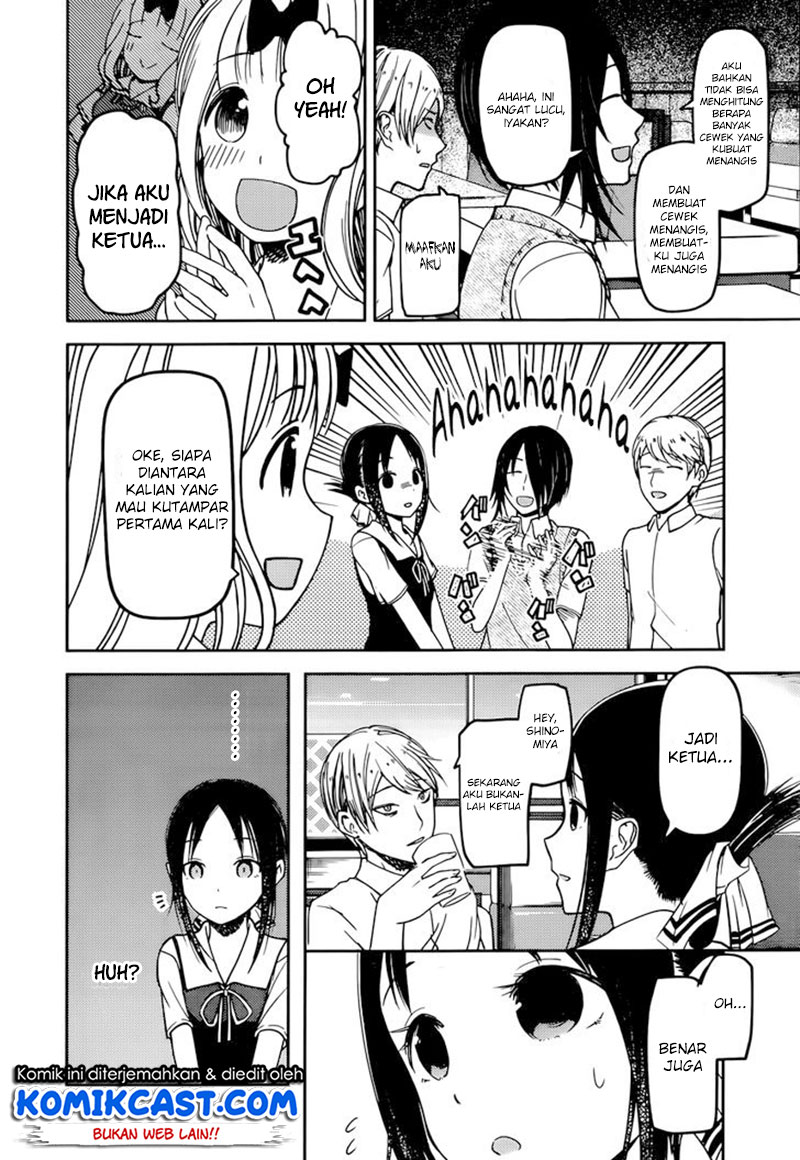 AKU
BAHKAN
TIDAK BISA
MENGHITUNG
BERAPA
BANYAK
CEWEK YANG
KUBUAT
MENANGIS
DAN
MEMBUAT
CEWEK
MENANGIS,
MEMBUAT-
KU JUGA
MENANGIS
AHAHA, INI
SANGAT LUCU,
IYAKAN?
MAAFKAN
AKU
OH
YEAH!
JIKA AKU
MENJADI
KETUA...
エヘヘ
Ahahahahaha
OKE, SIAPA
DIANTARA
KALIAN YANG
MAU KUTAMPAR
PERTAMA KALI?
JADI
KETUA...
HEY,
SHINO-
MIYA
SEKARANG
AKU BUKAN-
LAH KETUA
OH...
BENAR
JUGA
........
HUH?
Komik ini diterjemahkan & diedit oleh
KOMIKCAST.COM
BUKAN WEB LAIN!!